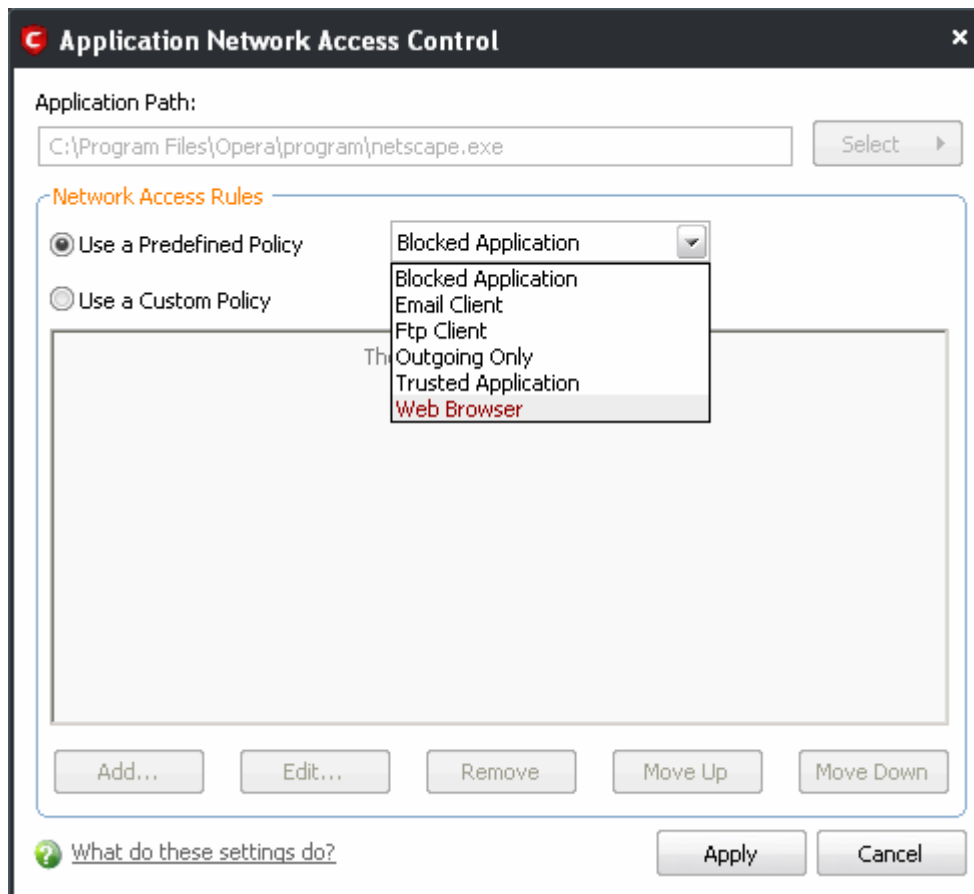 Application Network Access Control
Application Path:
C:\Program Files\Opera\program\netscape.exe
Select
Network Access Rules
Use a Predefined Policy
Blocked Application
Blocked Application
Email Client
Use a Custom Policy
Ftp Client
Outgoing Only
Trusted Application
Web Browser
Add...
Edit...
Remove
Move Up
Move Down
What do these settings do?
Apply
Cancel